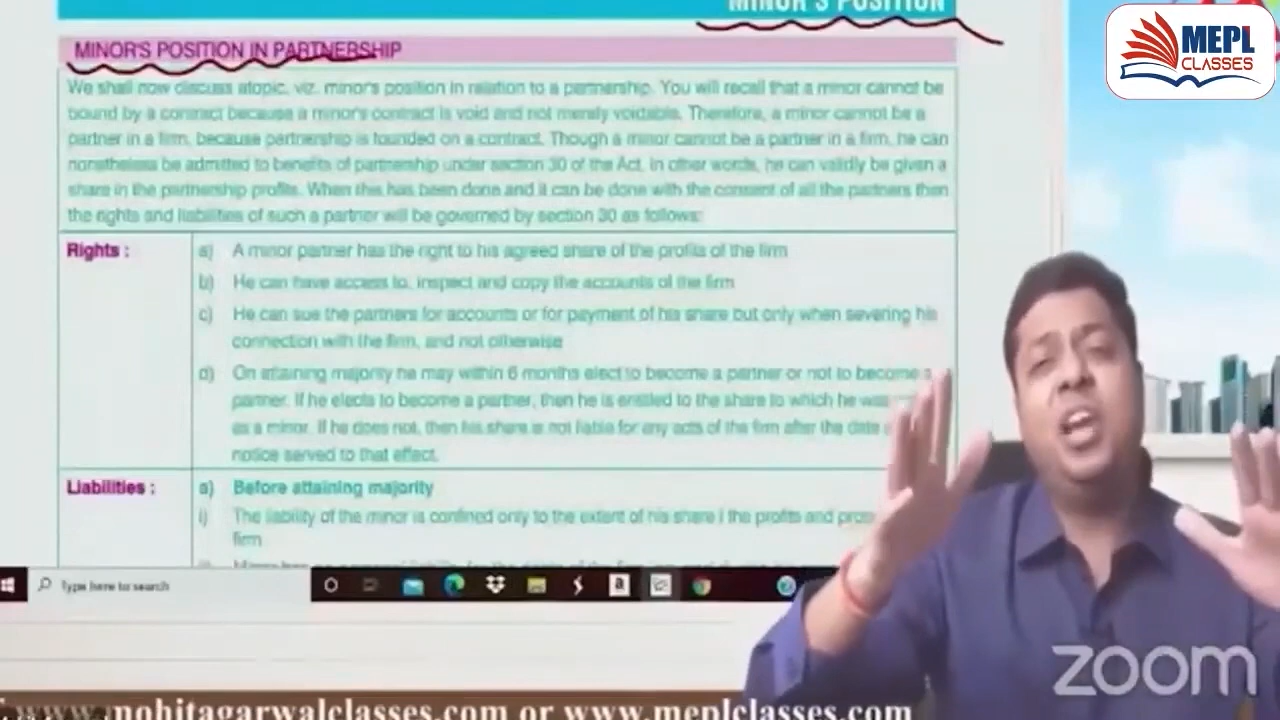 MINOR'S POSITION
MEPL
CLASSES
MINOR'S POSITION IN PARTNERSHIP
We shall now discuss atopic, viz. minor's position in relation to a partnership. You will recall that a minor cannot be
bound by a contract because a minor's contract is void and not merely voidable. Therefore, a minor cannot be a
partner in a firm, because partnership is founded on a contract. Though a minor cannot be a partner in a firm, he can
nonetheless be admitted to benefits of partnership under section 30 of the Act. In other words, he can validly be given a
share in the partnership profits. When this has been done and it can be done with the consent of all the partners then
the rights and liabilities of such a partner will be governed by section 30 as follows:
Rights :
a) A minor partner has the right to his agreed share of the profits of the firm
b) He can have access to, inspect and copy the accounts of the firm
c) He can sue the partners for accounts or for payment of his share but only when severing his
connection with the firm, and not otherwise
d) On attaining majority he may within 6 months elect to become a partner or not to become a
partner. If he elects to become a partner, then he is entitled to the share to which he was
as a minor. If he does not, then his share is not liable for any acts of the firm after the date
notice served to that effect.
Liabilities :
a) Before attaining majority
i) The liability of the minor is confined only to the extent of his share I the profits and
firm
Type here to search
zoom
ohitagarwalclasses.com or www.meplclasses.com